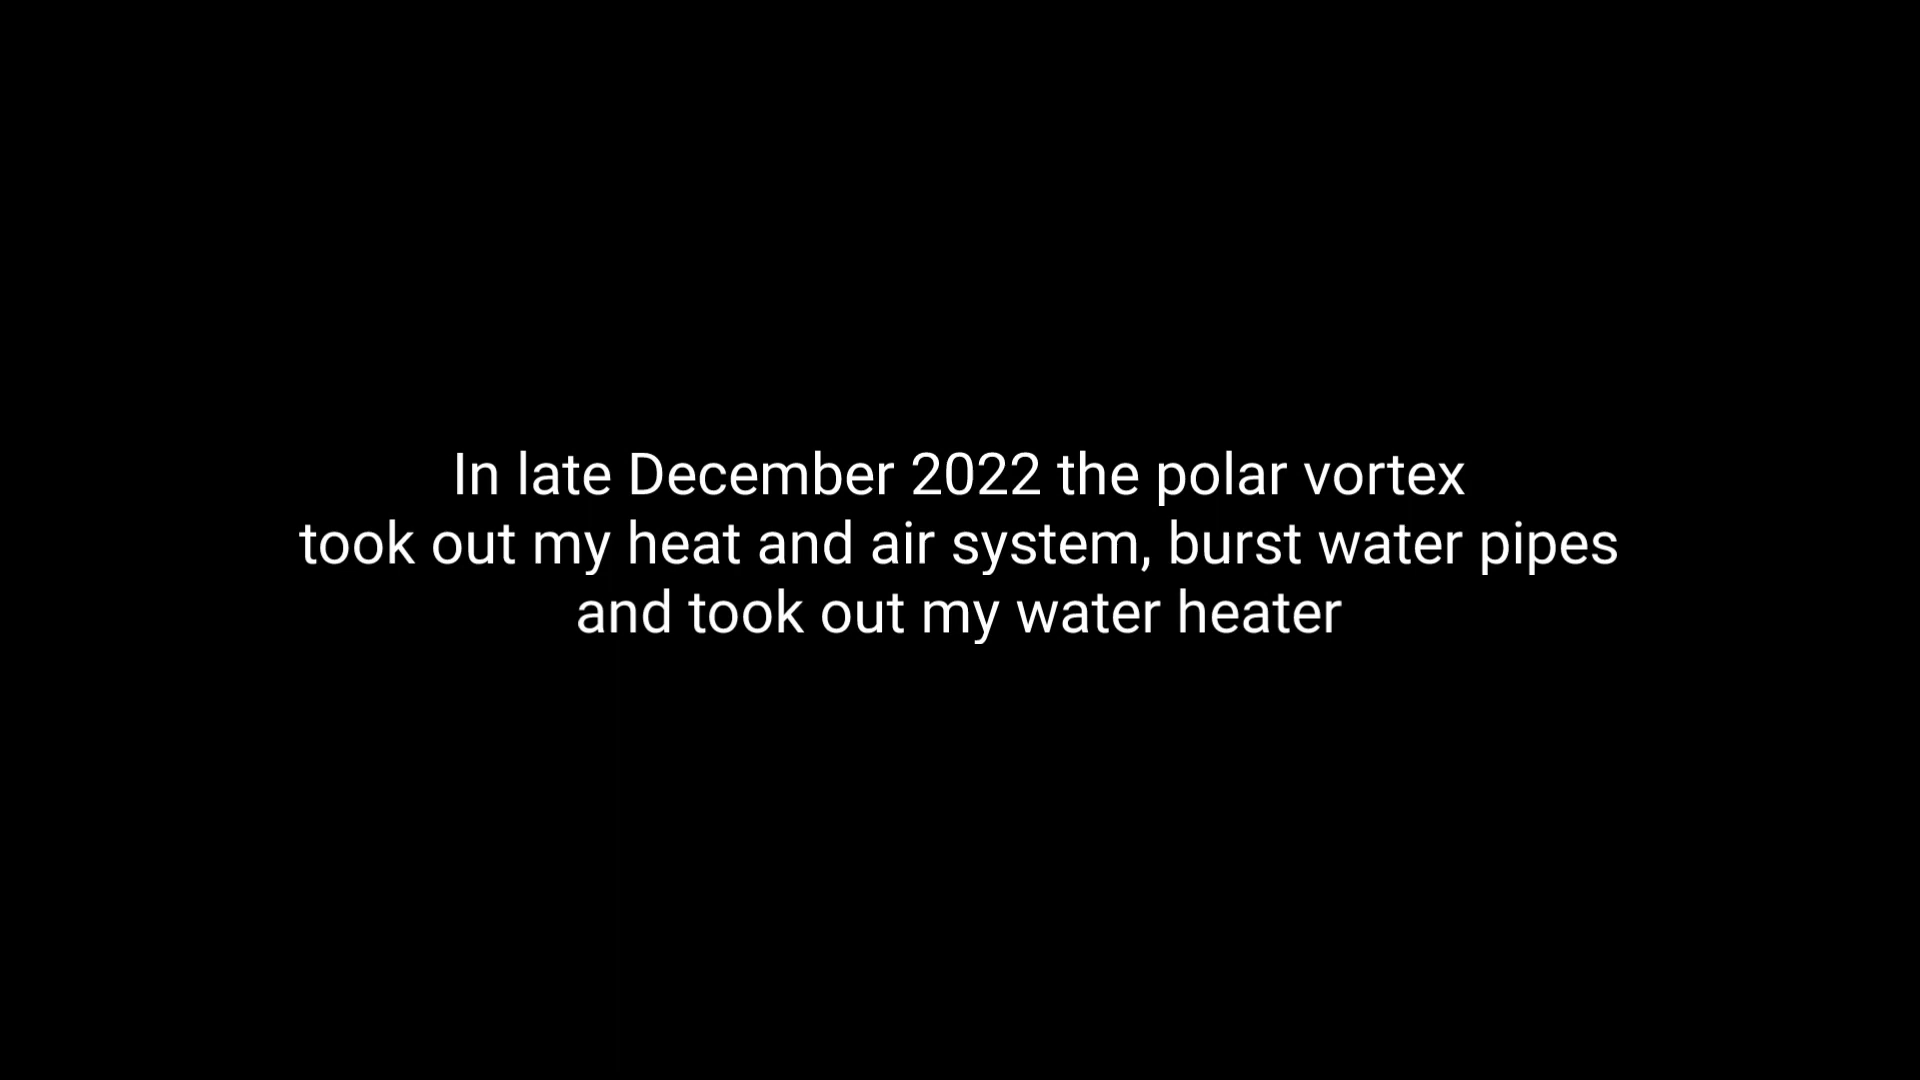 In late December 2022 the polar vortex
took out my heat and air system, burst water pipes
and took out my water heater